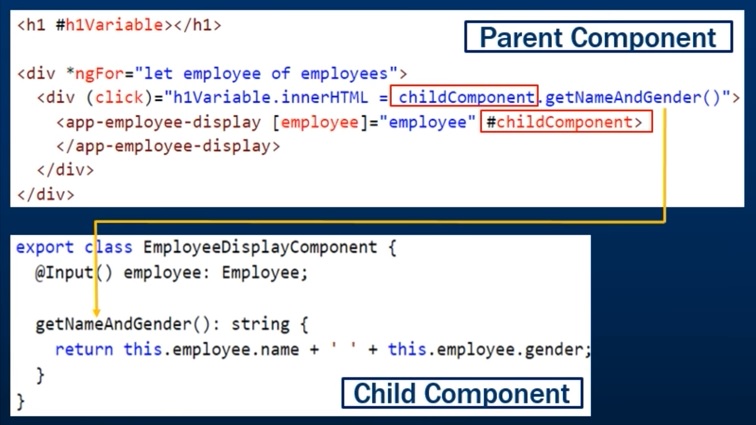 <h1 #h1Variable></h1>
Parent Component
<div *ngFor="let employee of employees">
<div (click)="h1Variable.innerHTML = childComponent.getNameAndGender()">
<app-employee-display [employee]="employee" #childComponent>
</app-employee-display>
</div>
</div>
export class EmployeeDisplayComponent {
@Input() employee: Employee;
getNameAndGender(): string {
return this.employee.name + ' ' + this.employee.gender;
}
}
Child Component